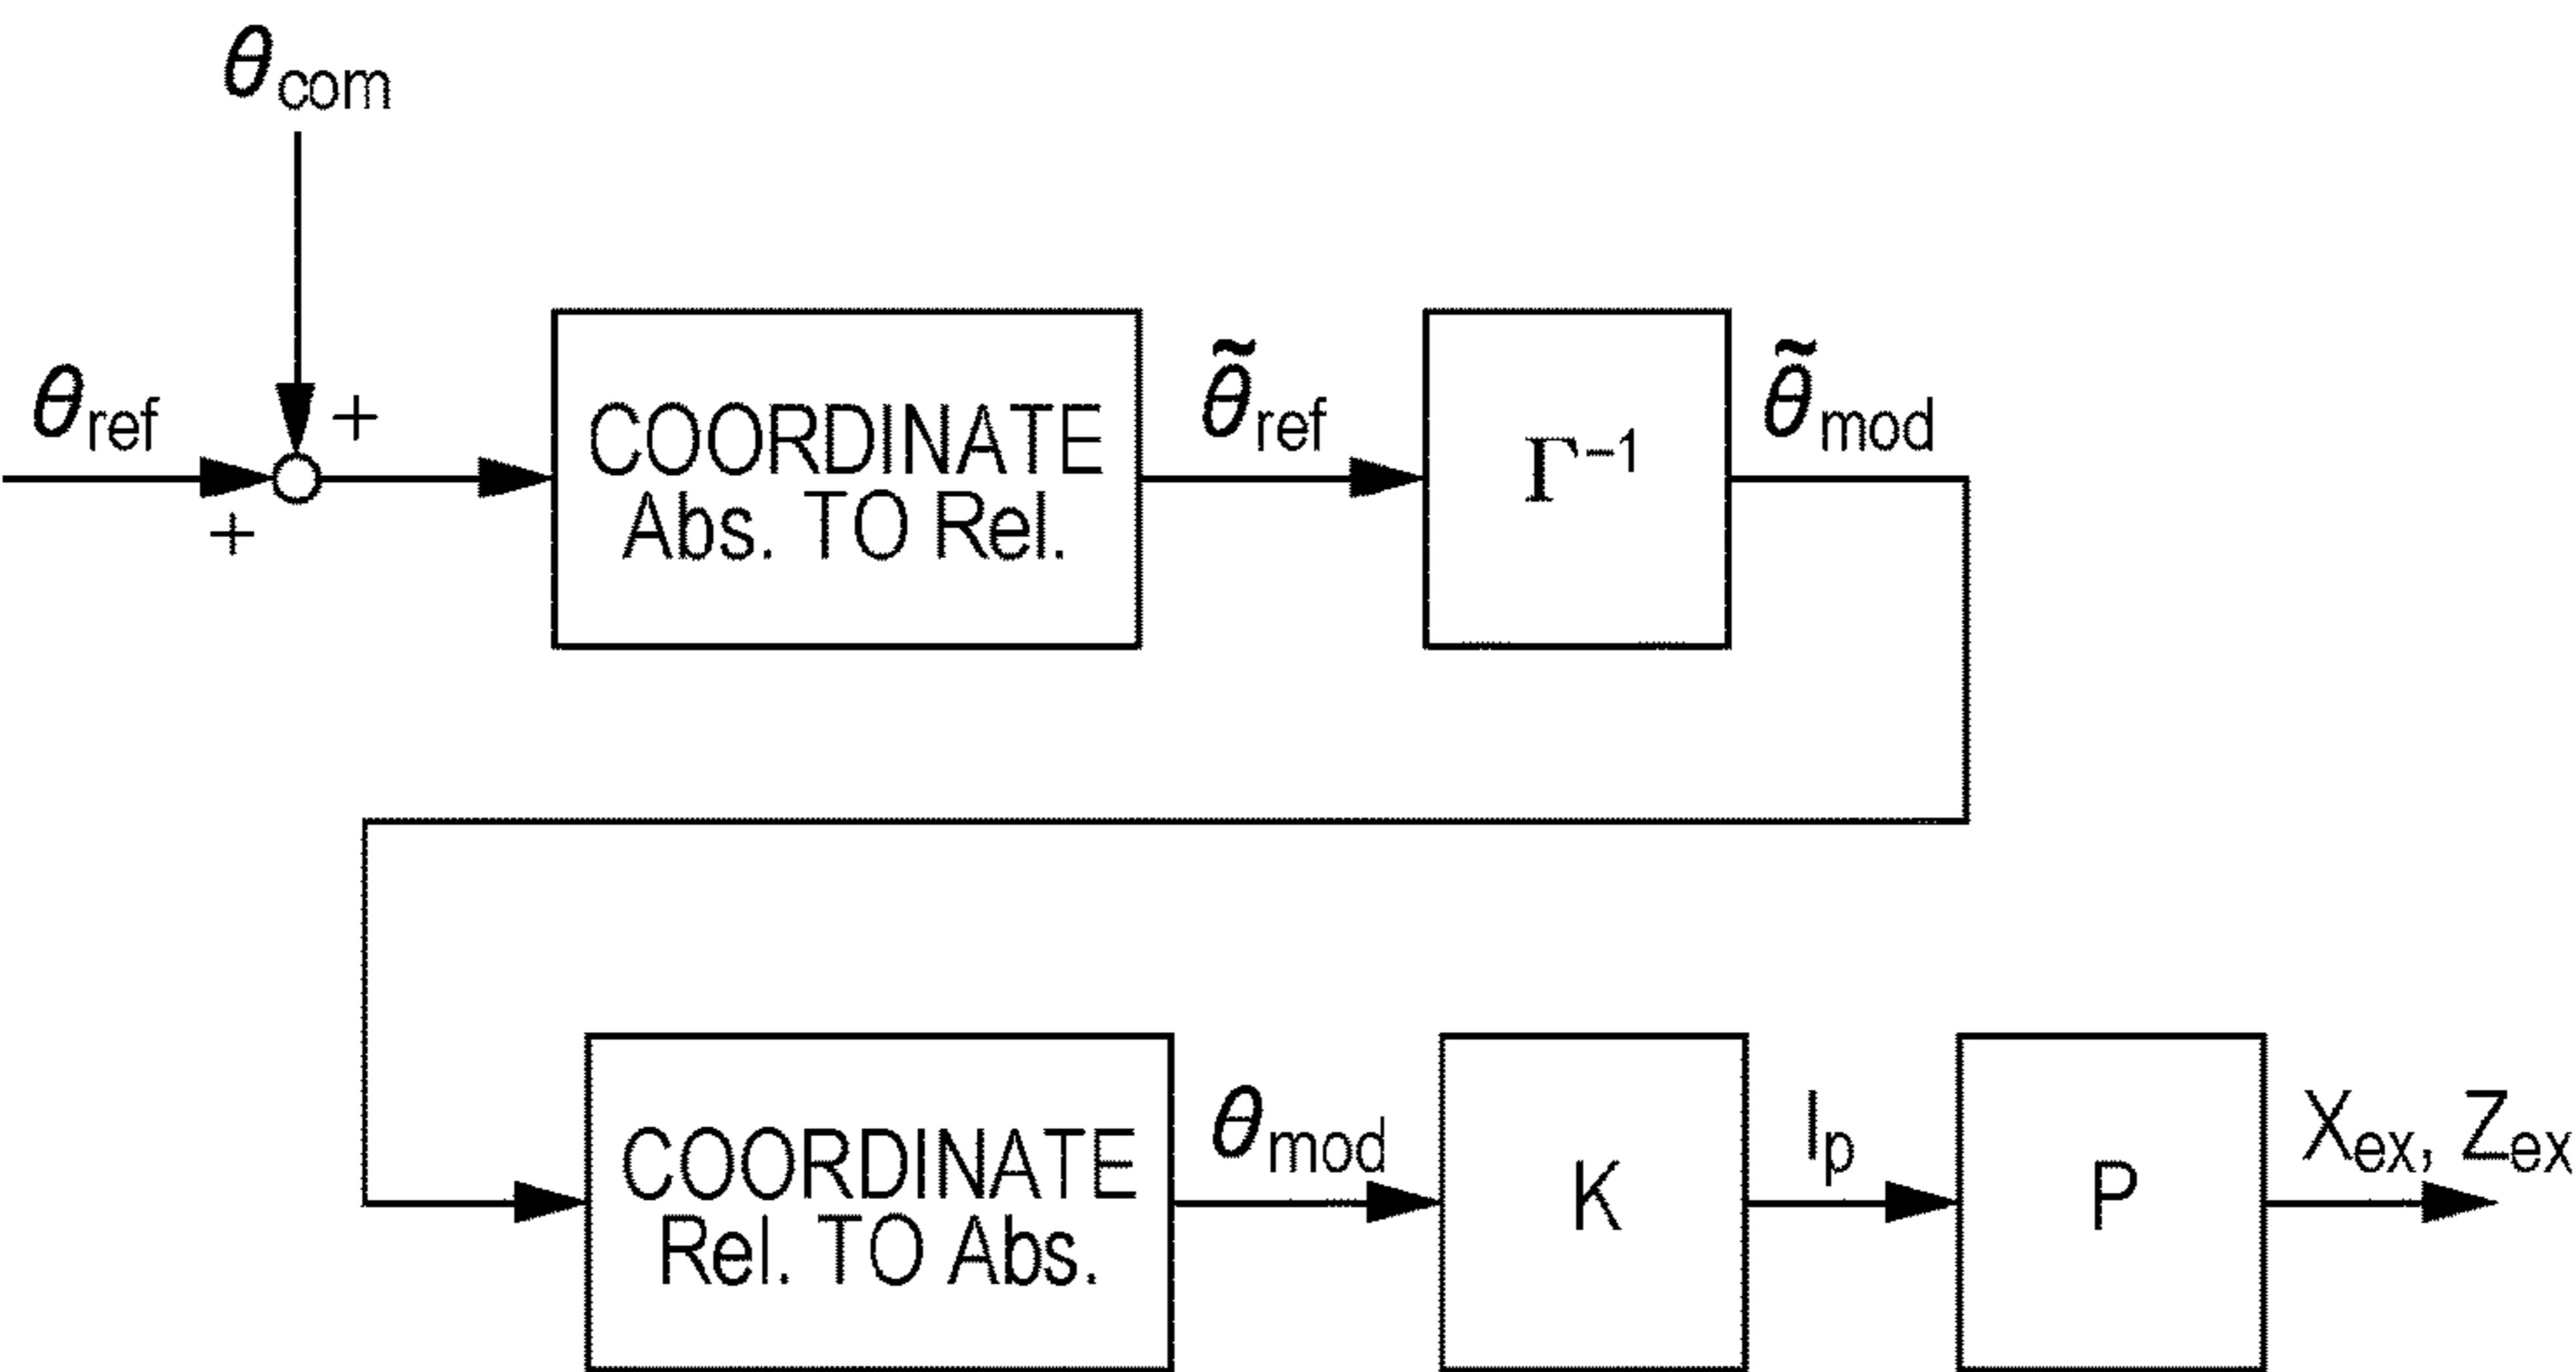 θcom
θref
+
+
COORDINATE
Abs. TO Rel.
θ̃ref
Γ⁻¹
θ̃mod
COORDINATE
Rel. TO Abs.
θmod
K
Ip
P
Xex, Zex